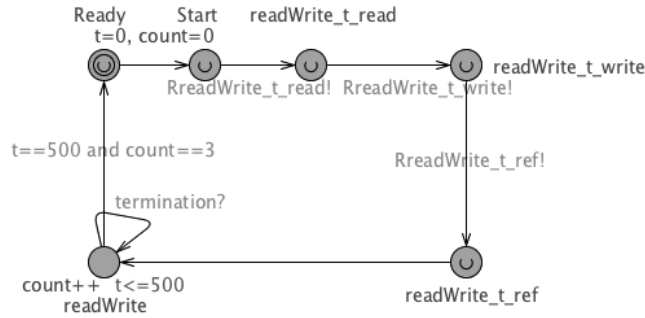 Ready
Start
readWrite_t_read
t=0, count=0
readWrite_t_write
RreadWrite_t_read!
RreadWrite_t_write!
t==500 and count==3
RreadWrite_t_ref!
termination?
count++
t<=500
readWrite
readWrite_t_ref